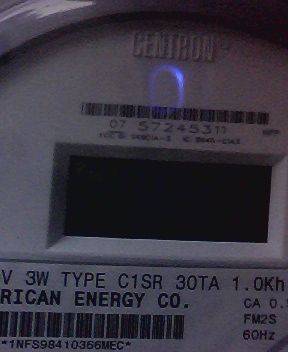 CENTRON
07 57245311
V 3W TYPE C1SR 30TA 1.0Kh
RICAN ENERGY CO.
CA 0.
FM2S
60Hz
*1NFS98410366MEC*